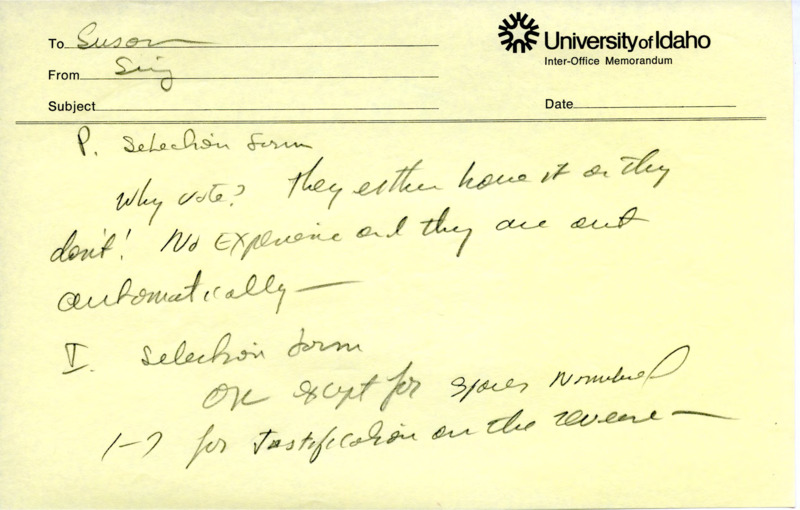 To Susan
University of Idaho
Inter-Office Memorandum
From Sig
Subject
Date
P. Selection form
Why vote? They either have it or they
don't! No Experience and they are out
automatically—
I. Selection form
OK except for spaces Numbered
1-7 for Justification on the reverse—